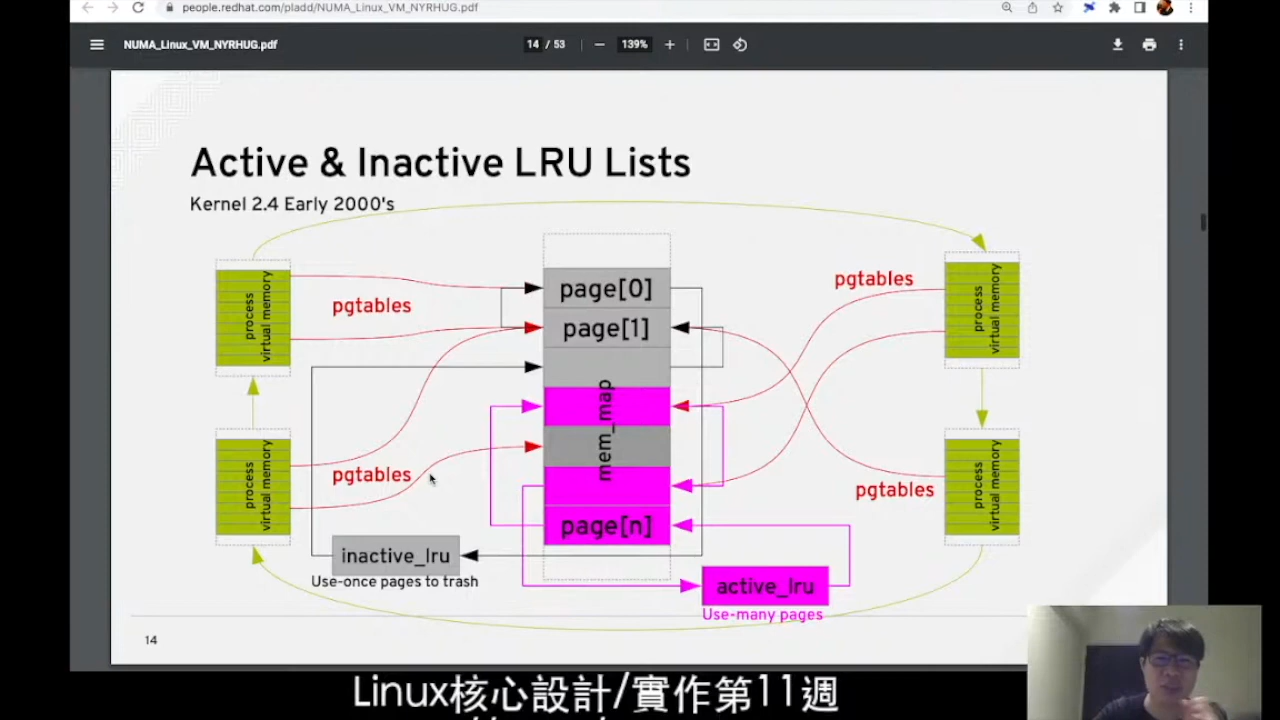 people.redhat.com/pladd/NUMA_Linux_VM_NYRHUG.pdf
NUMA_Linux_VM_NYRHUG.pdf
14 / 53
139%
Active & Inactive LRU Lists
Kernel 2.4 Early 2000's
process
virtual memory
pgtables
process
virtual memory
pgtables
page[0]
page[1]
mem_map
page[n]
pgtables
process
virtual memory
pgtables
process
virtual memory
inactive_lru
Use-once pages to trash
active_lru
Use-many pages
14
Linux核心設計/實作第11週